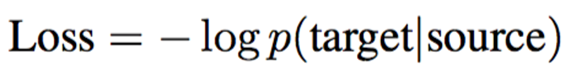 Loss = − log p(target|source)